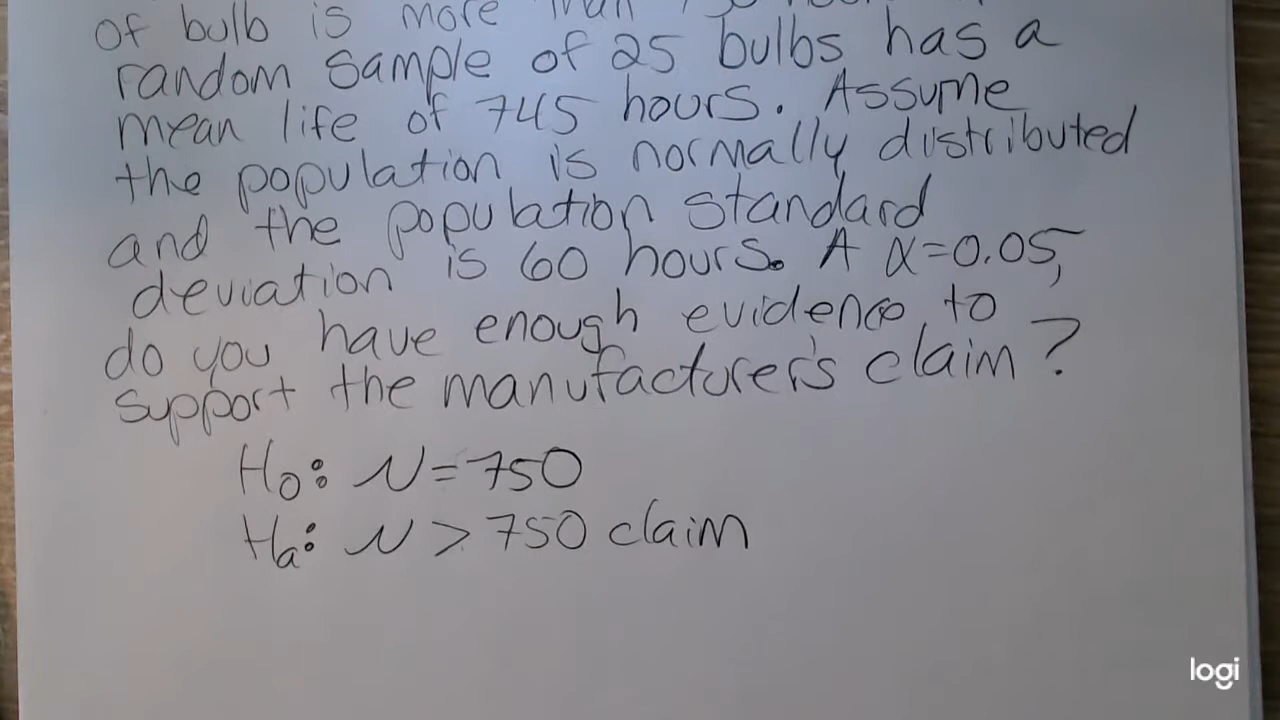 of bulb is more than
random sample of 25 bulbs has a
mean life of 745 hours. Assume
the population is normally distributed
and the population standard
deviation is 60 hours. A α=0.05,
do you have enough evidence to
support the manufacturer's claim?
H₀: μ=750
Hₐ: μ > 750 claim
logi